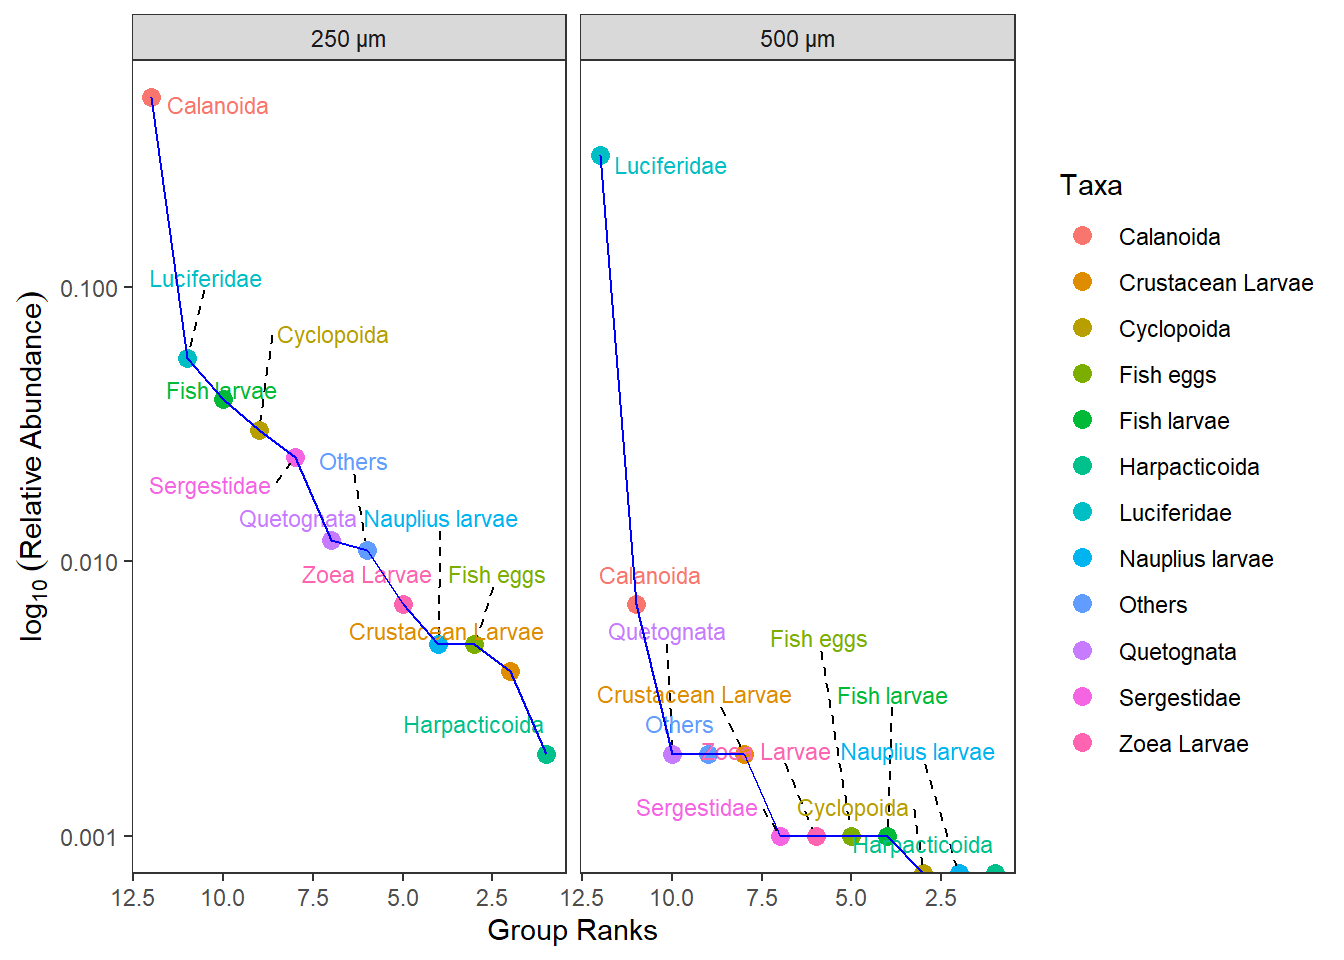 250 µm
500 µm
Calanoida
Luciferidae
Cyclopoida
Fish larvae
Others
Sergestidae
Quetognata
Nauplius larvae
Zoea Larvae
Fish eggs
Crustacean Larvae
Harpacticoida
Luciferidae
Calanoida
Quetognata
Fish eggs
Crustacean Larvae
Fish larvae
Others
Zoea Larvae
Nauplius larvae
Sergestidae
Cyclopoida
Harpacticoida
0.100
0.010
0.001
log10 (Relative Abundance)
12.5 10.0 7.5 5.0 2.5
12.5 10.0 7.5 5.0 2.5
Group Ranks
Taxa
Calanoida
Crustacean Larvae
Cyclopoida
Fish eggs
Fish larvae
Harpacticoida
Luciferidae
Nauplius larvae
Others
Quetognata
Sergestidae
Zoea Larvae